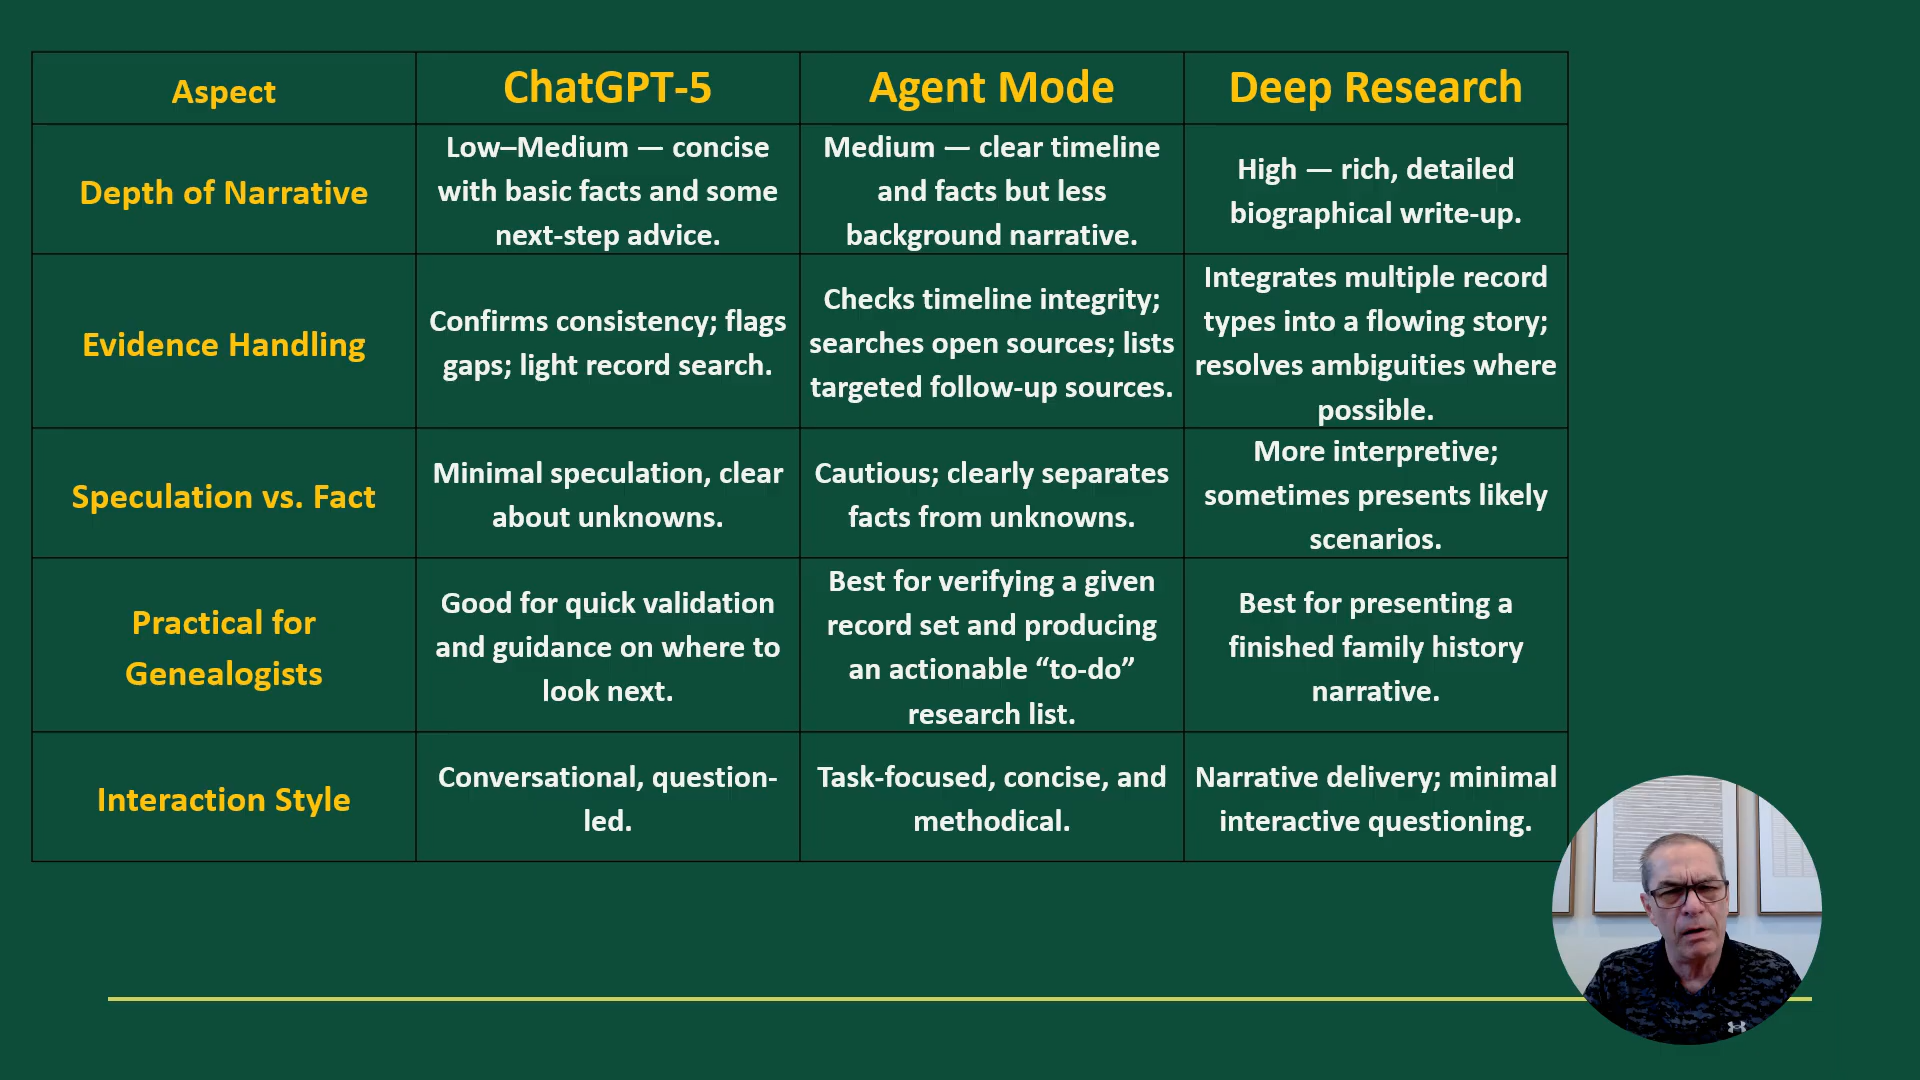 Aspect
ChatGPT-5
Agent Mode
Deep Research
Depth of Narrative
Low–Medium — concise
with basic facts and some
next-step advice.
Medium — clear timeline
and facts but less
background narrative.
High — rich, detailed
biographical write-up.
Evidence Handling
Confirms consistency; flags
gaps; light record search.
Checks timeline integrity;
searches open sources; lists
targeted follow-up sources.
Integrates multiple record
types into a flowing story;
resolves ambiguities where
possible.
Speculation vs. Fact
Minimal speculation, clear
about unknowns.
Cautious; clearly separates
facts from unknowns.
More interpretive;
sometimes presents likely
scenarios.
Practical for
Genealogists
Good for quick validation
and guidance on where to
look next.
Best for verifying a given
record set and producing
an actionable “to-do”
research list.
Best for presenting a
finished family history
narrative.
Interaction Style
Conversational, question-
led.
Task-focused, concise, and
methodical.
Narrative delivery; minimal
interactive questioning.